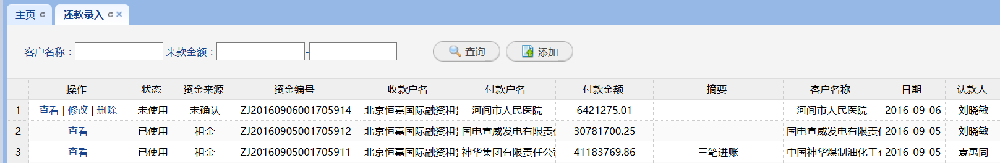 主页 还款录入
客户名称： 来款金额： - 查询 添加
操作 状态 资金来源 资金编号 收款户名 付款户名 付款金额 摘要 客户名称 日期 认款人
1 查看 | 修改 | 删除 未使用 未确认 ZJ20160906001705914 北京恒嘉国际融资租 河间市人民医院 6421275.01 河间市人民医院 2016-09-06 刘晓敏
2 查看 已使用 租金 ZJ20160905001705912 北京恒嘉国际融资租 国电宣威发电有限责任 30781700.25 国电宣威发电有限责任 2016-09-05 刘晓敏
3 查看 已使用 租金 ZJ20160905001705911 北京恒嘉国际融资租 神华集团有限责任公司 41183769.86 三笔进账 中国神华煤制油化工有 2016-09-05 袁禹同